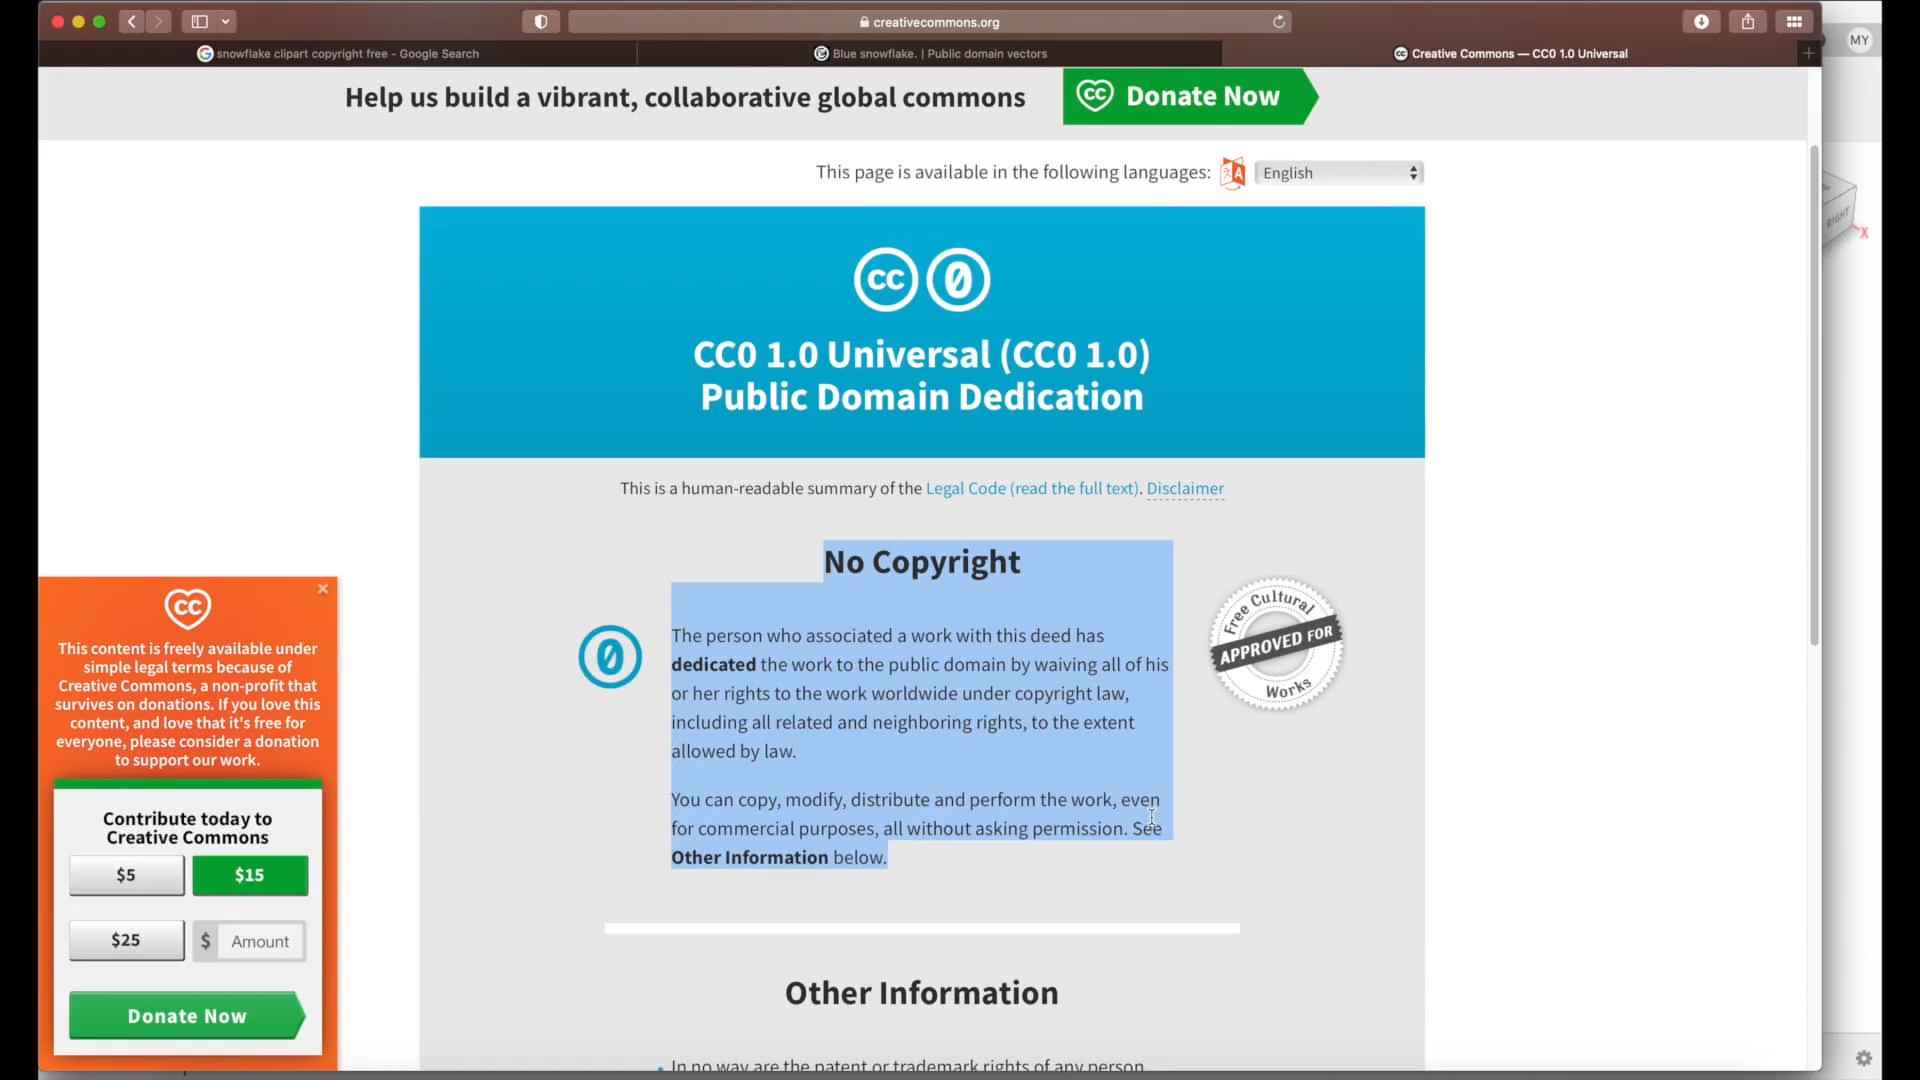 creativecommons.org
snowflake clipart copyright free - Google Search
Blue snowflake. | Public domain vectors
Creative Commons — CC0 1.0 Universal
MY
Help us build a vibrant, collaborative global commons
Donate Now
This page is available in the following languages:
English
RIGHT
X
CC0 1.0 Universal (CC0 1.0)
Public Domain Dedication
This is a human-readable summary of the Legal Code (read the full text). Disclaimer
No Copyright
The person who associated a work with this deed has
dedicated the work to the public domain by waiving all of his
or her rights to the work worldwide under copyright law,
including all related and neighboring rights, to the extent
allowed by law.
You can copy, modify, distribute and perform the work, even
for commercial purposes, all without asking permission. See
Other Information below.
Free Cultural
APPROVED FOR
Works
Other Information
In no way are the patent or trademark rights of any person
This content is freely available under
simple legal terms because of
Creative Commons, a non-profit that
survives on donations. If you love this
content, and love that it's free for
everyone, please consider a donation
to support our work.
Contribute today to
Creative Commons
$5
$15
$25
$ Amount
Donate Now